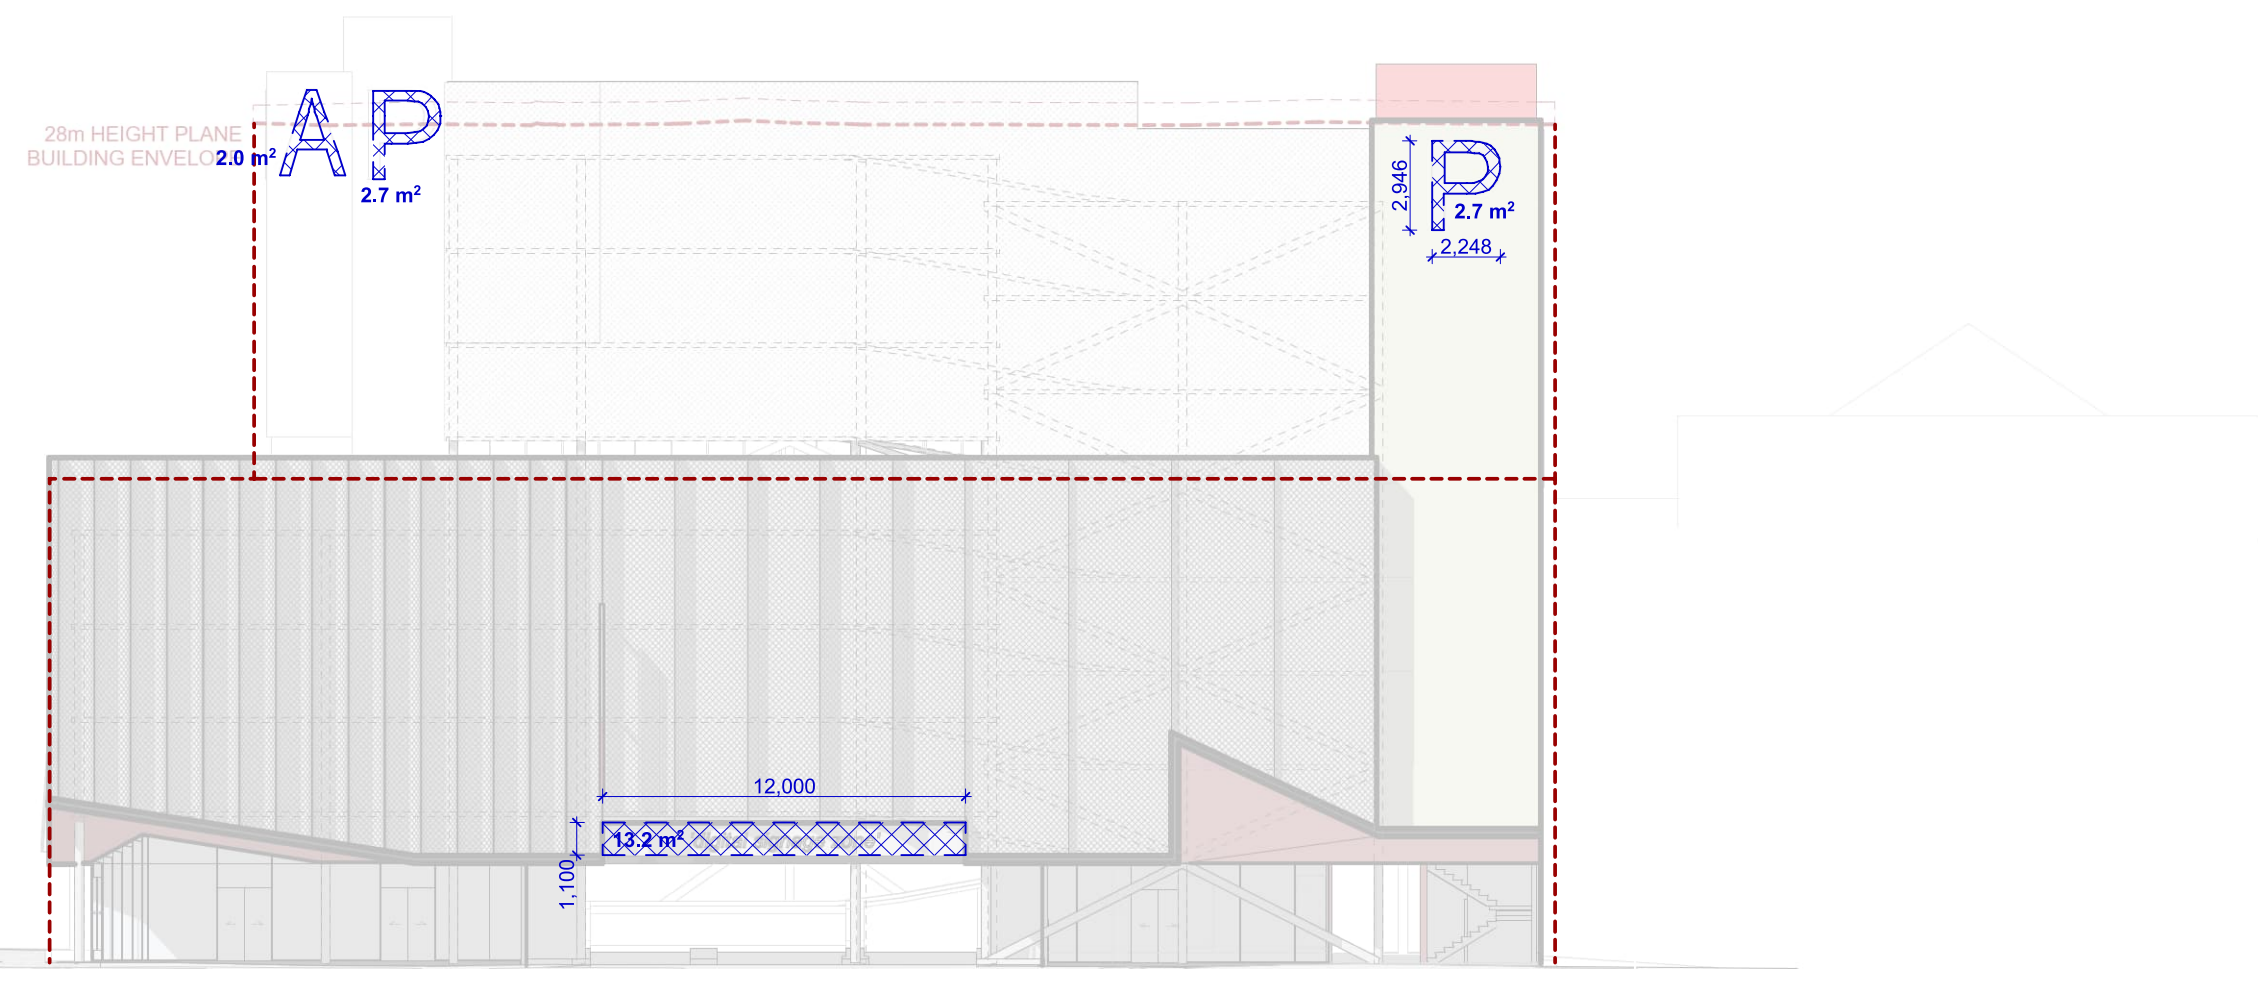 28m HEIGHT PLANE
BUILDING ENVELOPE
2.0 m²
A
P
2.7 m²
P
2,946
2.7 m²
2,248
12,000
13.2 m²
1,100